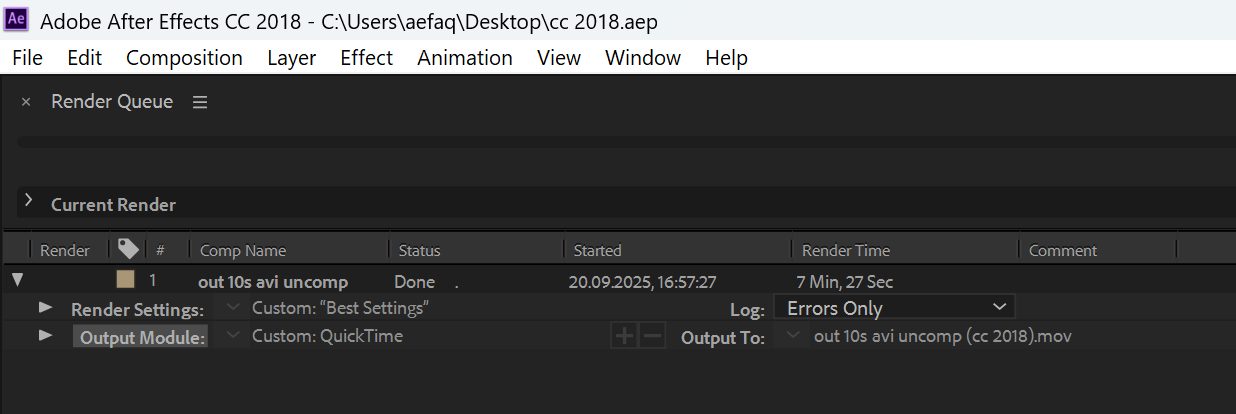 Ae Adobe After Effects CC 2018 - C:\Users\aefaq\Desktop\cc 2018.aep
File Edit Composition Layer Effect Animation View Window Help
× Render Queue ☰
Current Render
Render # Comp Name Status Started Render Time Comment
1 out 10s avi uncomp Done . 20.09.2025, 16:57:27 7 Min, 27 Sec
Render Settings: Custom: "Best Settings" Log: Errors Only
Output Module: Custom: QuickTime + − Output To: out 10s avi uncomp (cc 2018).mov